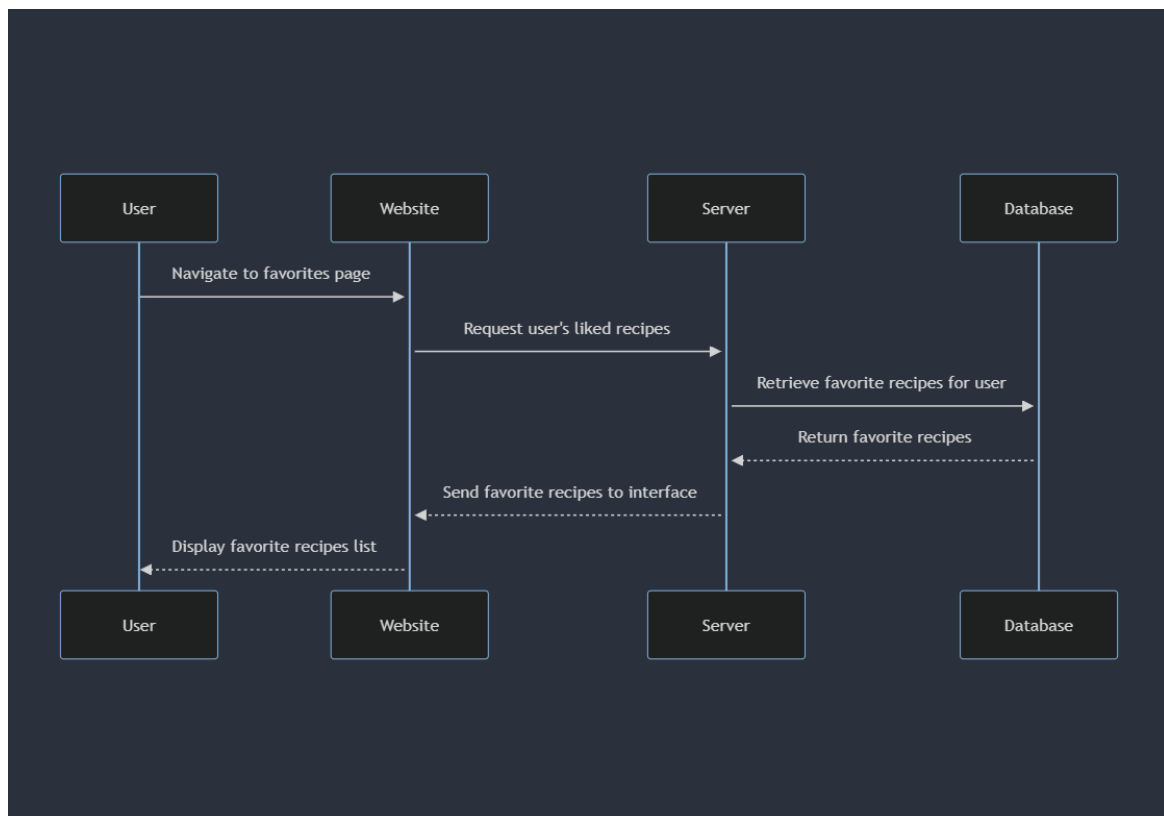 User
Website
Server
Database
Navigate to favorites page
Request user's liked recipes
Retrieve favorite recipes for user
Return favorite recipes
Send favorite recipes to interface
Display favorite recipes list
User
Website
Server
Database